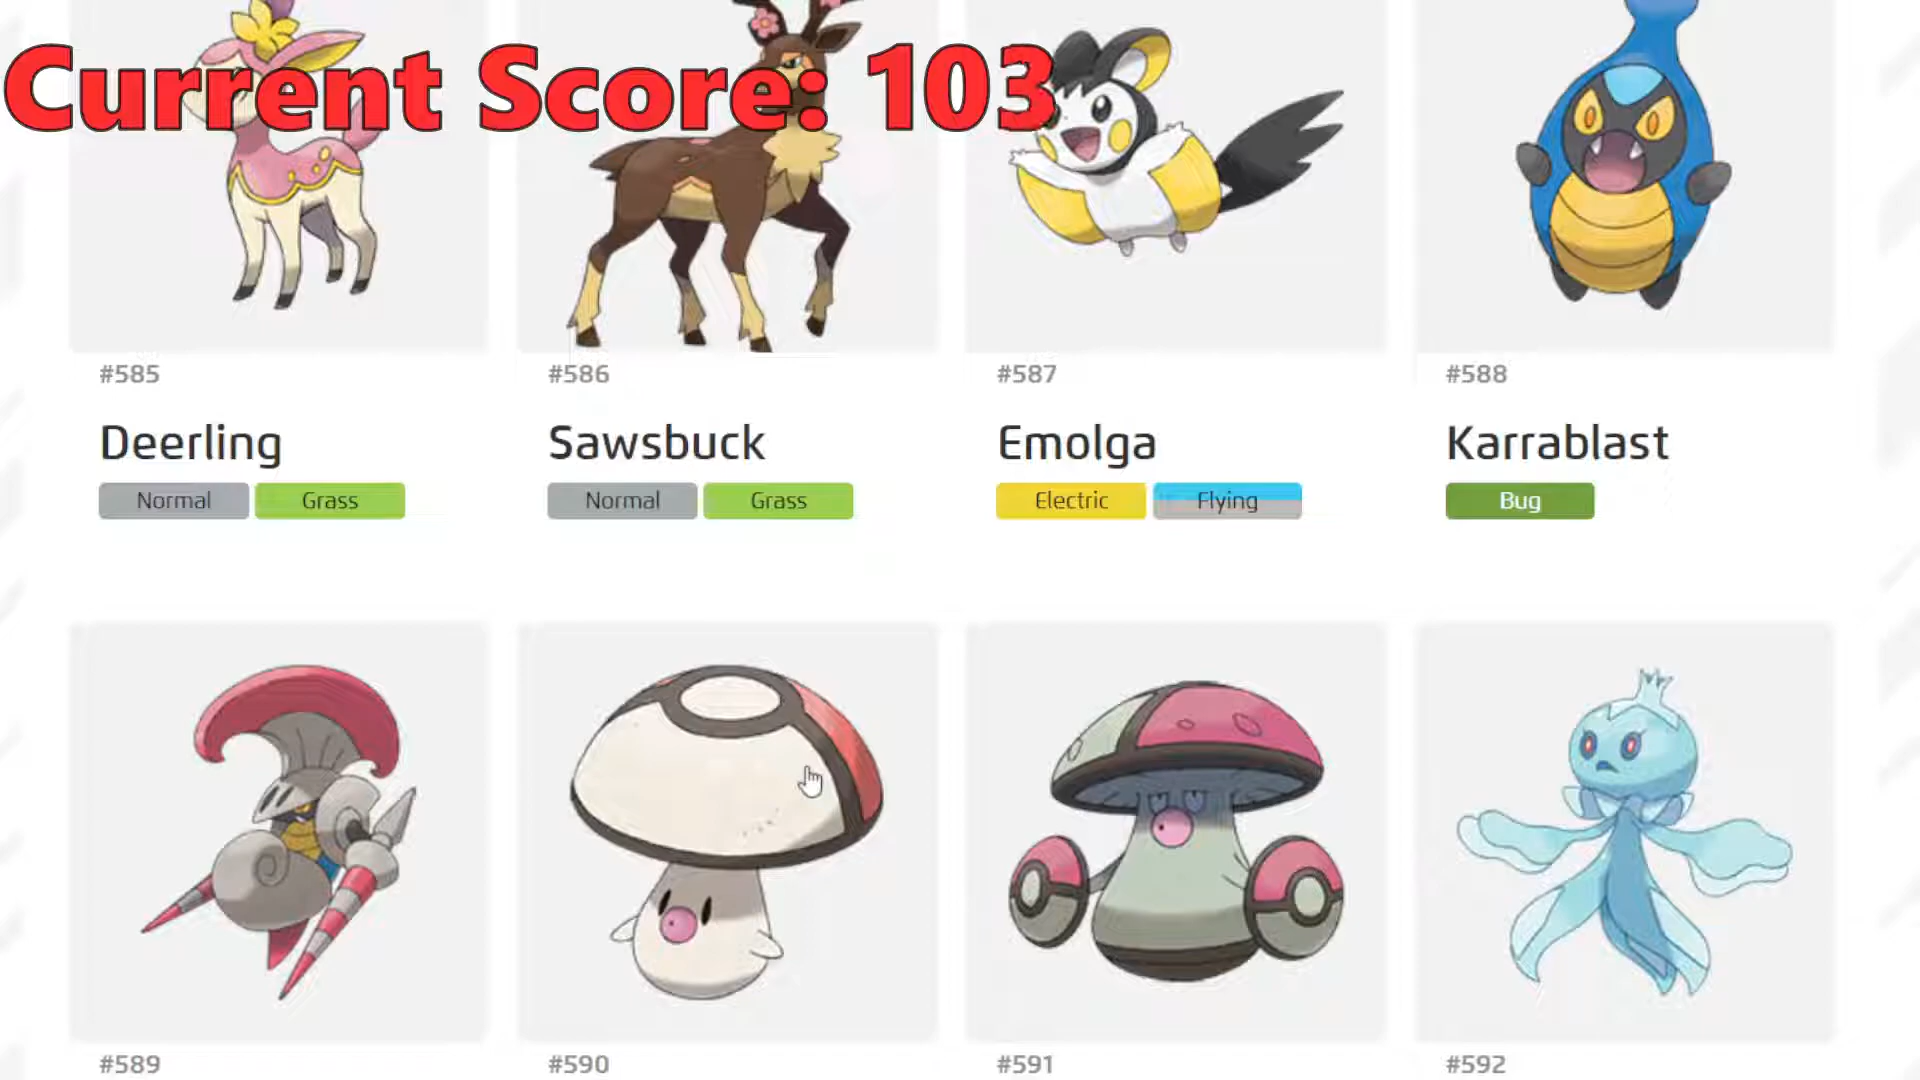 Current Score: 103
#585
#586
#587
#588
Deerling
Sawsbuck
Emolga
Karrablast
Normal Grass
Normal Grass
Electric Flying
Bug
#589
#590
#591
#592